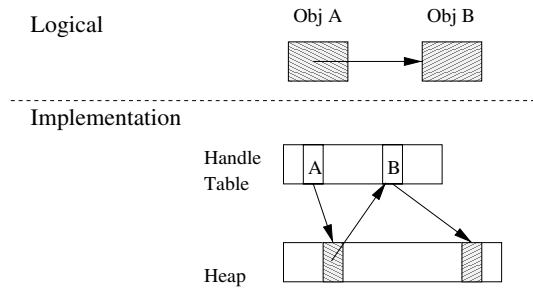 Logical
Obj A
Obj B
Implementation
Handle
Table
A
B
Heap